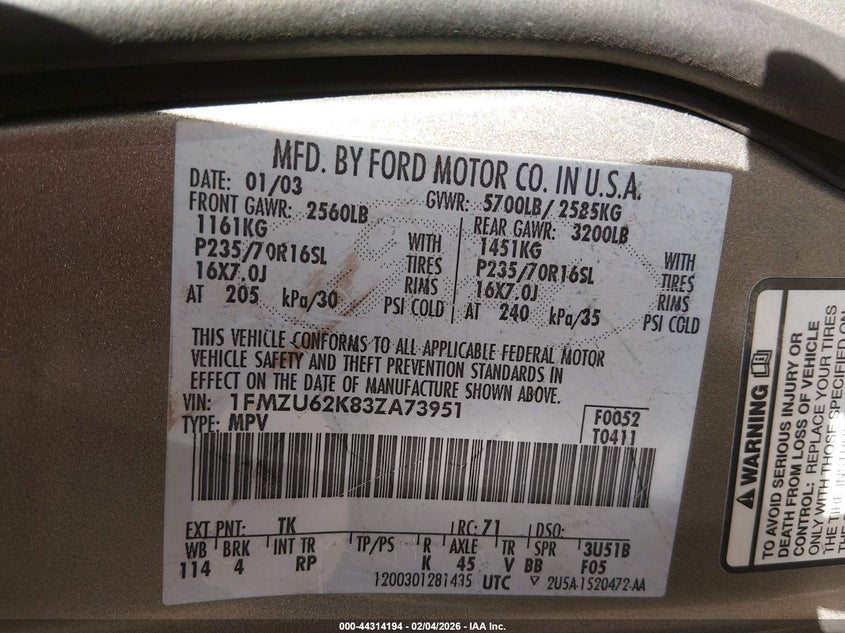 MFD. BY FORD MOTOR CO. IN U.S.A.
DATE: 01/03 GVWR: 5700LB/ 2585KG
FRONT GAWR: 2560LB REAR GAWR: 3200LB
1161KG WITH 1451KG WITH
P235/70R16SL TIRES P235/70R16SL TIRES
16X7.0J RIMS 16X7.0J RIMS
AT 205 kPa/30 PSI COLD AT 240 kPa/35 PSI COLD
THIS VEHICLE CONFORMS TO ALL APPLICABLE FEDERAL MOTOR
VEHICLE SAFETY AND THEFT PREVENTION STANDARDS IN
EFFECT ON THE DATE OF MANUFACTURE SHOWN ABOVE.
VIN: 1FMZU62K83ZA73951
TYPE: MPV
F0052
T0411
EXT PNT: TK RC: 71 DSO:
WB BRK INT TR TP/PS R AXLE TR SPR 3U51B
114 4 RP K 45 V BB F05
1200301281435 UTC ▽ 2U5A-1520472-AA
WARNING
TO AVOID SERIOUS INJURY OR
DEATH FROM LOSS OF VEHICLE
CONTROL: REPLACE YOUR TIRES
ONLY WITH THOSE SPECIFIED ON
000-44314194 - 02/04/2026 - IAA Inc.